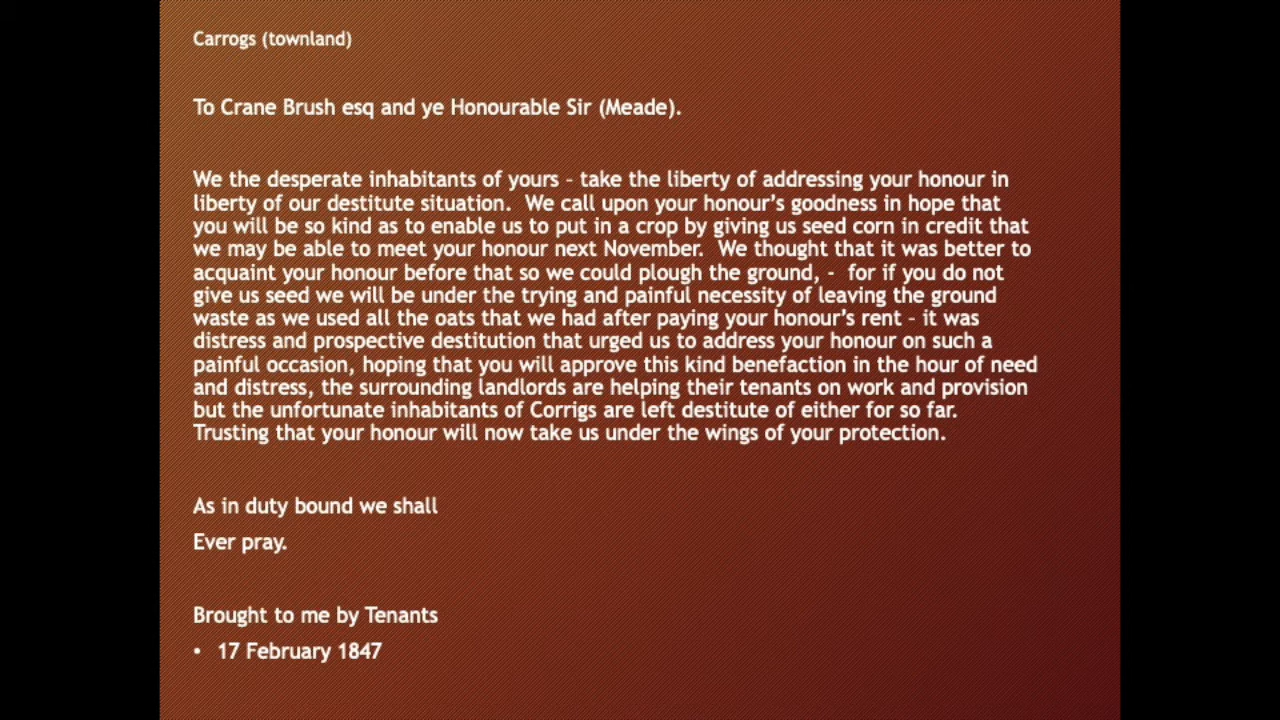 Carrogs (townland)
To Crane Brush esq and ye Honourable Sir (Meade).
We the desperate inhabitants of yours – take the liberty of addressing your honour in
liberty of our destitute situation.  We call upon your honour's goodness in hope that
you will be so kind as to enable us to put in a crop by giving us seed corn in credit that
we may be able to meet your honour next November.  We thought that it was better to
acquaint your honour before that so we could plough the ground, -  for if you do not
give us seed we will be under the trying and painful necessity of leaving the ground
waste as we used all the oats that we had after paying your honour's rent – it was
distress and prospective destitution that urged us to address your honour on such a
painful occasion, hoping that you will approve this kind benefaction in the hour of need
and distress, the surrounding landlords are helping their tenants on work and provision
but the unfortunate inhabitants of Corrigs are left destitute of either for so far.
Trusting that your honour will now take us under the wings of your protection.
As in duty bound we shall
Ever pray.
Brought to me by Tenants
• 17 February 1847